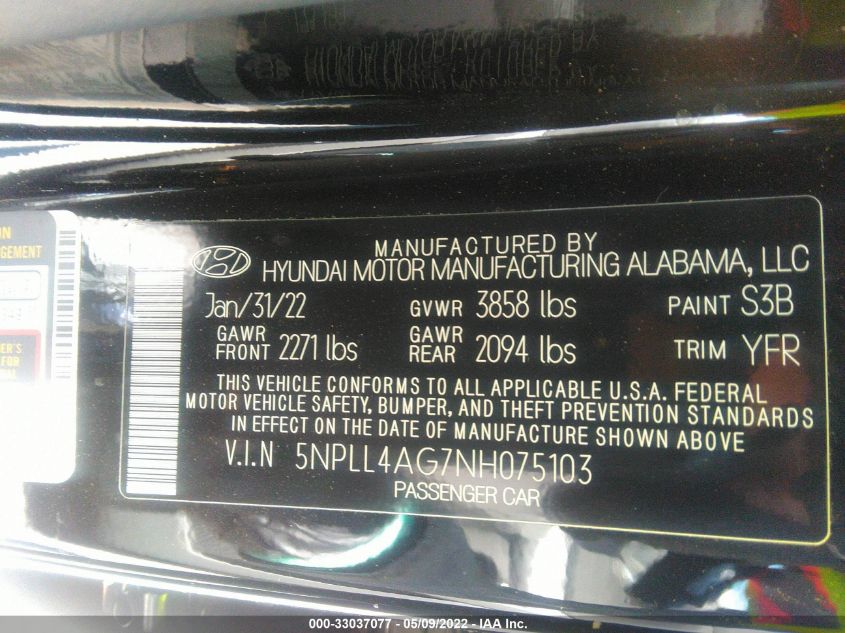 MANUFACTURED BY
HYUNDAI MOTOR MANUFACTURING ALABAMA, LLC
Jan/31/22 GVWR 3858 lbs PAINT S3B
GAWR FRONT 2271 lbs GAWR REAR 2094 lbs TRIM YFR
THIS VEHICLE CONFORMS TO ALL APPLICABLE U.S.A. FEDERAL
MOTOR VEHICLE SAFETY, BUMPER, AND THEFT PREVENTION STANDARDS
IN EFFECT ON THE DATE OF MANUFACTURE SHOWN ABOVE
V.I.N 5NPLL4AG7NH075103
PASSENGER CAR
000-33037077 - 05/09/2022 - IAA Inc.